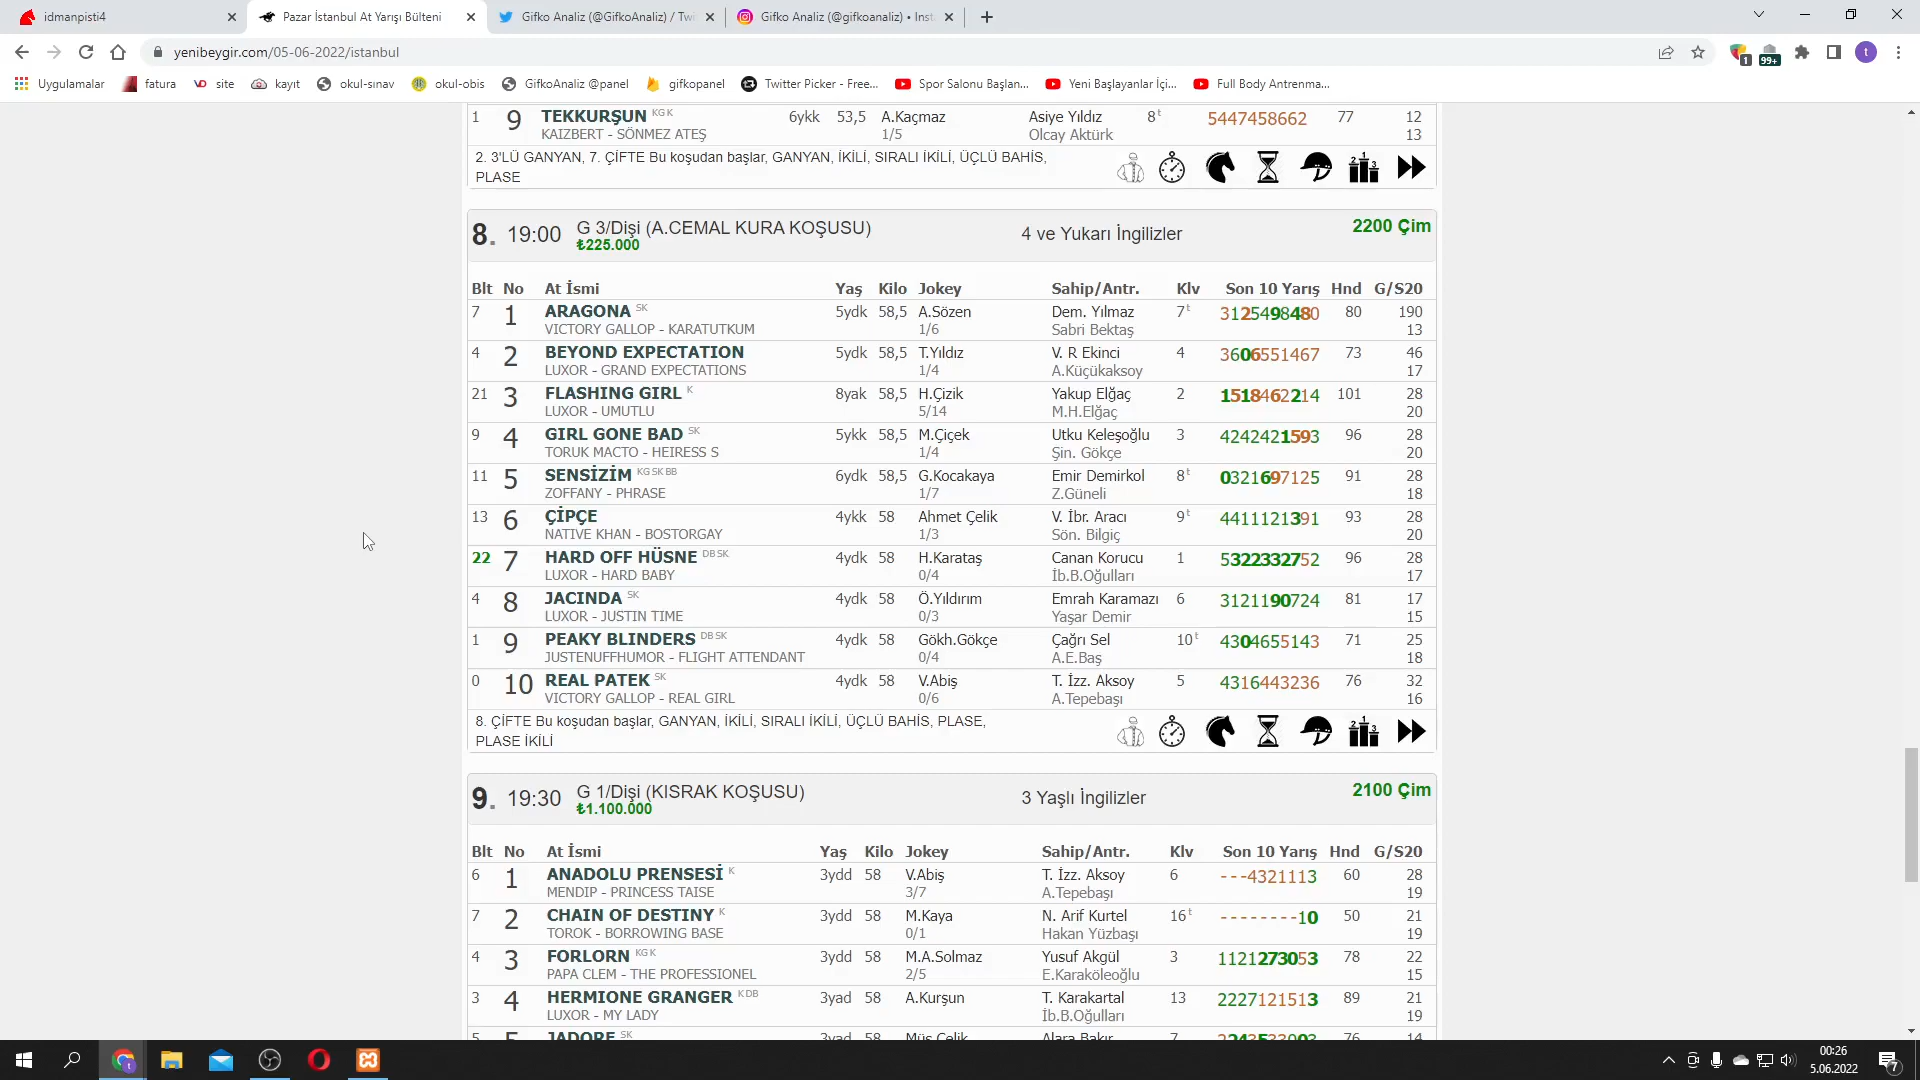 idmanpisti4
Pazar İstanbul At Yarışı Bülteni
Gifko Analiz (@GifkoAnaliz) / Twi
Gifko Analiz (@gifkoanaliz) • Inst
yenibeygir.com/05-06-2022/istanbul
1
99+
t
Uygulamalar
fatura
site
kayıt
okul-sınav
okul-obis
GifkoAnaliz @panel
gifkopanel
Twitter Picker - Free...
Spor Salonu Başlan...
Yeni Başlayanlar İçi...
Full Body Antrenma...
1 9 TEKKURŞUN KG K 6ykk 53,5 A.Kaçmaz Asiye Yıldız 8 t 5447458662 77 12
KAIZBERT - SÖNMEZ ATEŞ 1/5 Olcay Aktürk 13
2. 3'LÜ GANYAN, 7. ÇİFTE Bu koşudan başlar, GANYAN, İKİLİ, SIRALI İKİLİ, ÜÇLÜ BAHİS,
PLASE
8. 19:00 G 3/Dişi (A.CEMAL KURA KOŞUSU) 4 ve Yukarı İngilizler 2200 Çim
₺225.000
Blt No At İsmi Yaş Kilo Jokey Sahip/Antr. Klv Son 10 Yarış Hnd G/S20
7 1 ARAGONA SK 5ydk 58,5 A.Sözen Dem. Yılmaz 7 t 3125498480 80 190
VICTORY GALLOP - KARATUTKUM 1/6 Sabri Bektaş 13
4 2 BEYOND EXPECTATION 5ydk 58,5 T.Yıldız V. R Ekinci 4 3606551467 73 46
LUXOR - GRAND EXPECTATIONS 1/4 A.Küçükaksoy 17
21 3 FLASHING GIRL K 8yak 58,5 H.Çizik Yakup Elğaç 2 1518462214 101 28
LUXOR - UMUTLU 5/14 M.H.Elğaç 20
9 4 GIRL GONE BAD SK 5ykk 58,5 M.Çiçek Utku Keleşoğlu 3 4242421593 96 28
TORUK MACTO - HEIRESS S 1/4 Şin. Gökçe 20
11 5 SENSİZİM KG SK BB 6ydk 58,5 G.Kocakaya Emir Demirkol 8 t 0321697125 91 28
ZOFFANY - PHRASE 1/7 Z.Güneli 18
13 6 ÇİPÇE 4ykk 58 Ahmet Çelik V. İbr. Aracı 9 t 4411121391 93 28
NATIVE KHAN - BOSTORGAY 1/3 Sön. Bilgiç 20
22 7 HARD OFF HÜSNE DB SK 4ydk 58 H.Karataş Canan Korucu 1 5322332752 96 28
LUXOR - HARD BABY 0/4 İb.B.Oğulları 17
4 8 JACINDA SK 4ydk 58 Ö.Yıldırım Emrah Karamazı 6 3121190724 81 17
LUXOR - JUSTIN TIME 0/3 Yaşar Demir 15
1 9 PEAKY BLINDERS DB SK 4ydk 58 Gökh.Gökçe Çağrı Sel 10 t 4304655143 71 25
JUSTENUFFHUMOR - FLIGHT ATTENDANT 0/4 A.E.Baş 18
0 10 REAL PATEK SK 4ydk 58 V.Abiş T. İzz. Aksoy 5 4316443236 76 32
VICTORY GALLOP - REAL GIRL 0/6 A.Tepebaşı 16
8. ÇİFTE Bu koşudan başlar, GANYAN, İKİLİ, SIRALI İKİLİ, ÜÇLÜ BAHİS, PLASE,
PLASE İKİLİ
9. 19:30 G 1/Dişi (KISRAK KOŞUSU) 3 Yaşlı İngilizler 2100 Çim
₺1.100.000
Blt No At İsmi Yaş Kilo Jokey Sahip/Antr. Klv Son 10 Yarış Hnd G/S20
6 1 ANADOLU PRENSESİ K 3ydd 58 V.Abiş T. İzz. Aksoy 6 ---4321113 60 28
MENDIP - PRINCESS TAISE 3/7 A.Tepebaşı 19
7 2 CHAIN OF DESTINY K 3ydd 58 M.Kaya N. Arif Kurtel 16 t --------10 50 21
TOROK - BORROWING BASE 0/1 Hakan Yüzbaşı 19
4 3 FORLORN KG K 3ydd 58 M.A.Solmaz Yusuf Akgül 3 1121273053 78 22
PAPA CLEM - THE PROFESSIONEL 2/5 E.Karaköleoğlu 15
3 4 HERMIONE GRANGER K DB 3yad 58 A.Kurşun T. Karakartal 13 2227121513 89 21
LUXOR - MY LADY İb.B.Oğulları 19
5 5 JADORE SK 58 Müs.Çelik Alara Bakır 7 76 14
00:26
5.06.2022
7